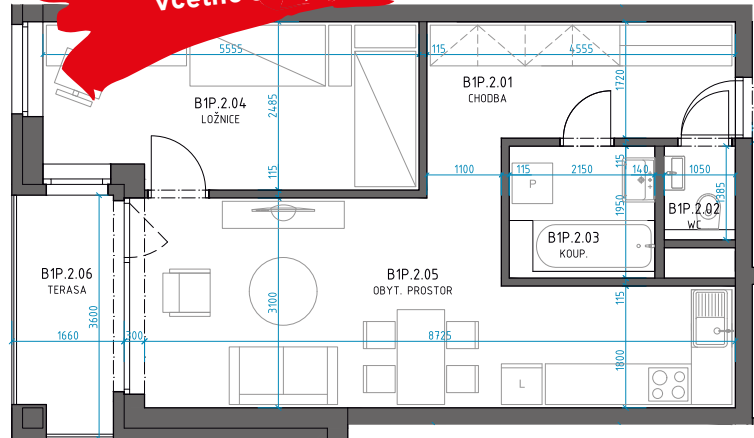 včetně
5555
115
4555
B1P.2.01
CHODBA
1720
B1P.2.04
LOŽNICE
2485
115
1100
115
2150
140
1050
115
P
1950
1385
B1P.2.02
WC
B1P.2.03
KOUP.
B1P.2.06
TERASA
3600
B1P.2.05
OBYT. PROSTOR
3100
115
1660
300
8725
1800
L